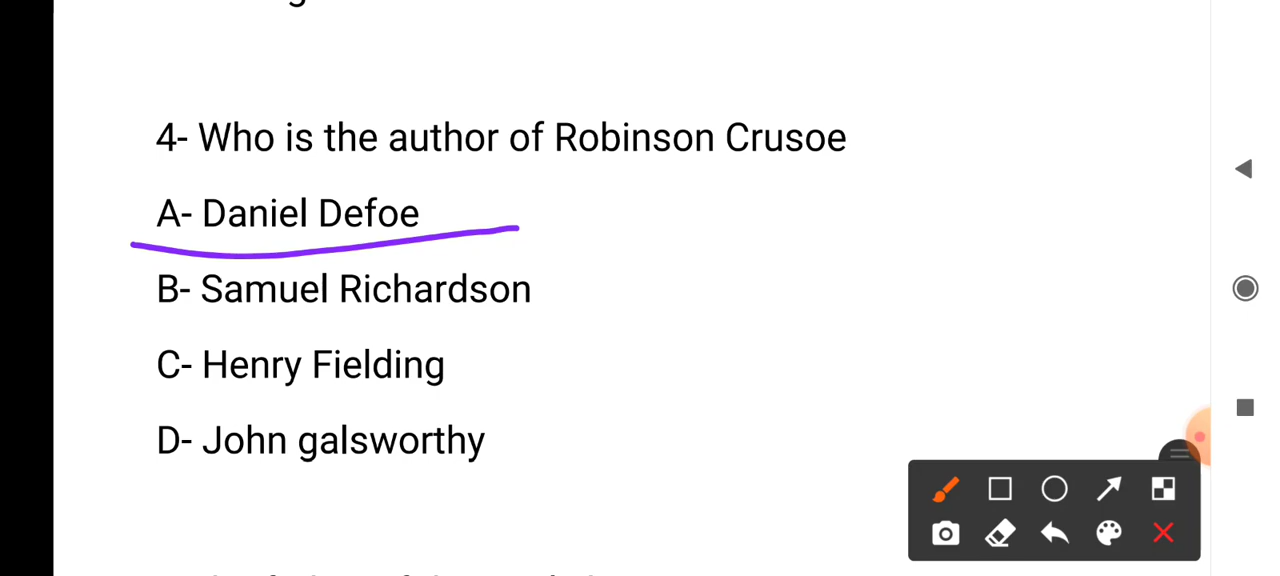 4- Who is the author of Robinson Crusoe
A- Daniel Defoe
B- Samuel Richardson
C- Henry Fielding
D- John galsworthy